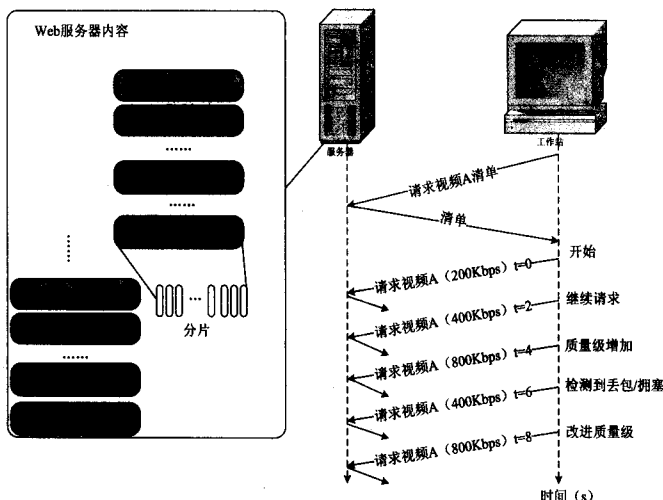 Web服务器内容
......
......
......
......
分片
......
服务器
工作站
请求视频A清单
清单
开始
请求视频A（200Kbps）t=0
继续请求
请求视频A（400Kbps）t=2
质量级增加
请求视频A（800Kbps）t=4
检测到丢包/拥塞
请求视频A（400Kbps）t=6
改进质量级
请求视频A（800Kbps）t=8
时间（s）